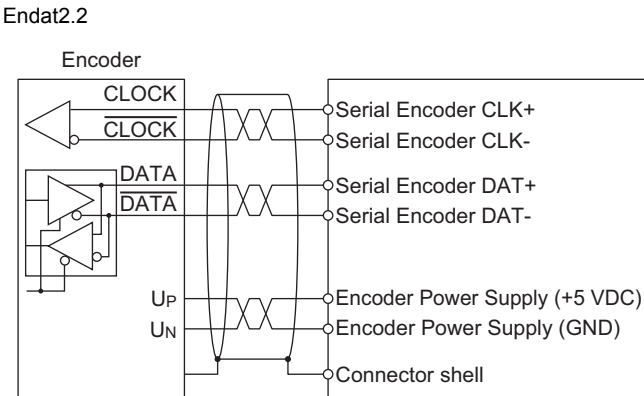 Endat2.2
Encoder
CLOCK
Serial Encoder CLK+
CLOCK
Serial Encoder CLK-
DATA
Serial Encoder DAT+
DATA
Serial Encoder DAT-
UP
Encoder Power Supply (+5 VDC)
UN
Encoder Power Supply (GND)
Connector shell